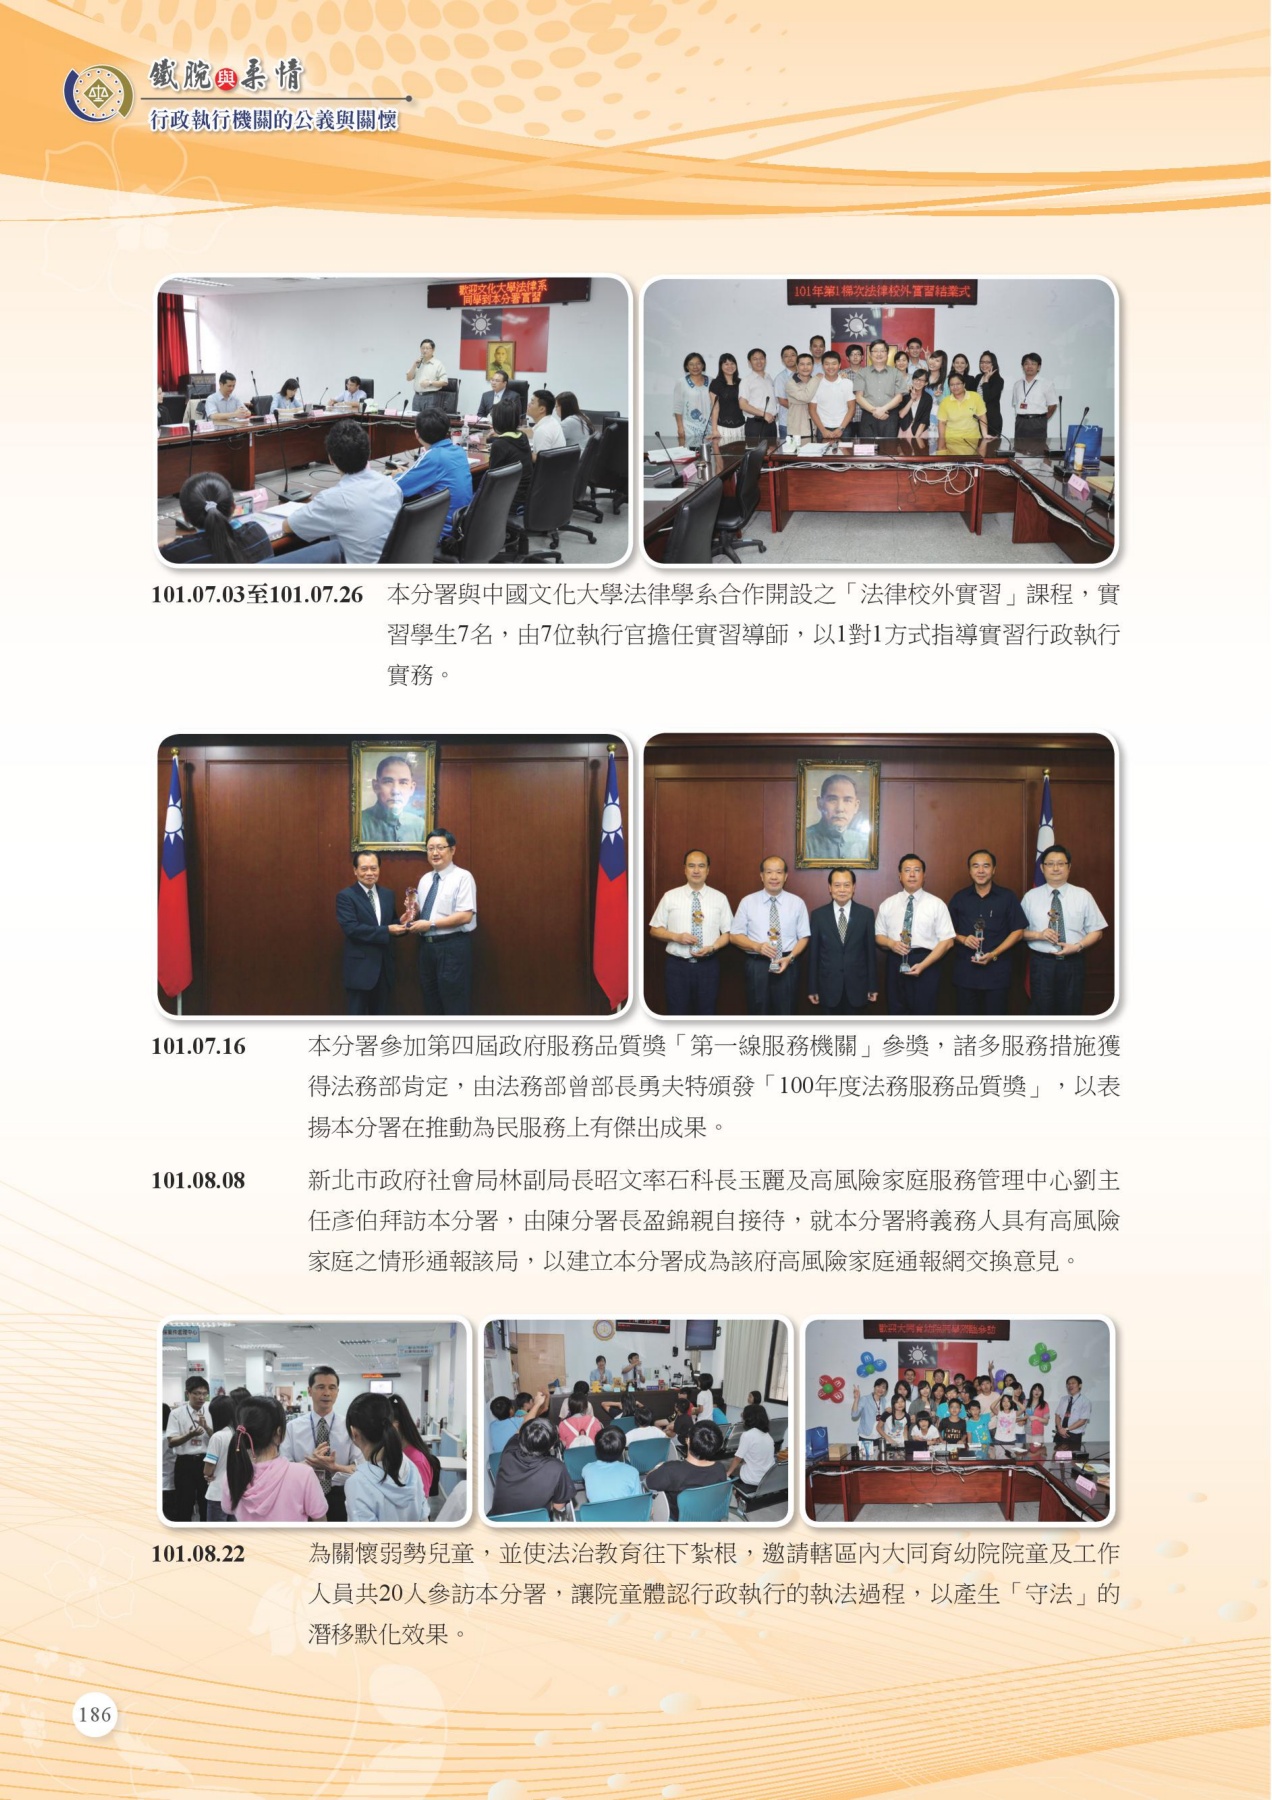 鐵腕與柔情
行政執行機關的公義與關懷
歡迎文化大學法律系
同學到本分署實習
101年第1梯次法律校外實習結業式
101.07.03至101.07.26 本分署與中國文化大學法律學系合作開設之「法律校外實習」課程，實
習學生7名，由7位執行官擔任實習導師，以1對1方式指導實習行政執行
實務。
101.07.16 本分署參加第四屆政府服務品質獎「第一線服務機關」參獎，諸多服務措施獲
得法務部肯定，由法務部曾部長勇夫特頒發「100年度法務服務品質獎」，以表
揚本分署在推動為民服務上有傑出成果。
101.08.08 新北市政府社會局林副局長昭文率石科長玉麗及高風險家庭服務管理中心劉主
任彥伯拜訪本分署，由陳分署長盈錦親自接待，就本分署將義務人具有高風險
家庭之情形通報該局，以建立本分署成為該府高風險家庭通報網交換意見。
101.08.22 為關懷弱勢兒童，並使法治教育往下紮根，邀請轄區內大同育幼院院童及工作
人員共20人參訪本分署，讓院童體認行政執行的執法過程，以產生「守法」的
潛移默化效果。
186